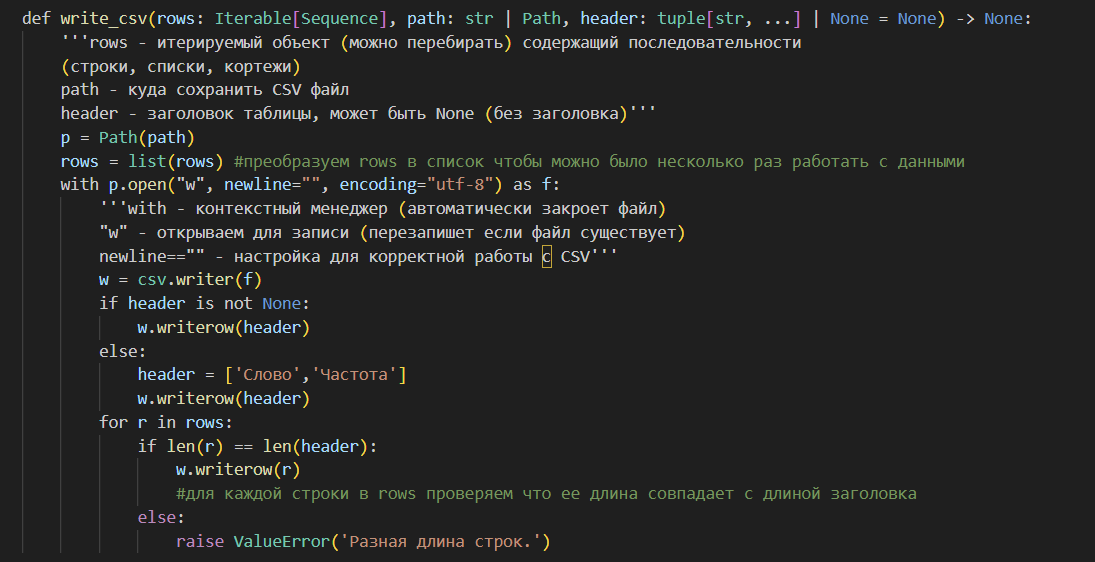 def write_csv(rows: Iterable[Sequence], path: str | Path, header: tuple[str, ...] | None = None) -> None:
    '''rows - итерируемый объект (можно перебирать) содержащий последовательности
    (строки, списки, кортежи)
    path - куда сохранить CSV файл
    header - заголовок таблицы, может быть None (без заголовка)'''
    p = Path(path)
    rows = list(rows) #преобразуем rows в список чтобы можно было несколько раз работать с данными
    with p.open("w", newline="", encoding="utf-8") as f:
        '''with - контекстный менеджер (автоматически закроет файл)
        "w" - открываем для записи (перезапишет если файл существует)
        newline=="" - настройка для корректной работы с CSV'''
        w = csv.writer(f)
        if header is not None:
            w.writerow(header)
        else:
            header = ['Слово','Частота']
            w.writerow(header)
        for r in rows:
            if len(r) == len(header):
                w.writerow(r)
                #для каждой строки в rows проверяем что ее длина совпадает с длиной заголовка
            else:
                raise ValueError('Разная длина строк.')